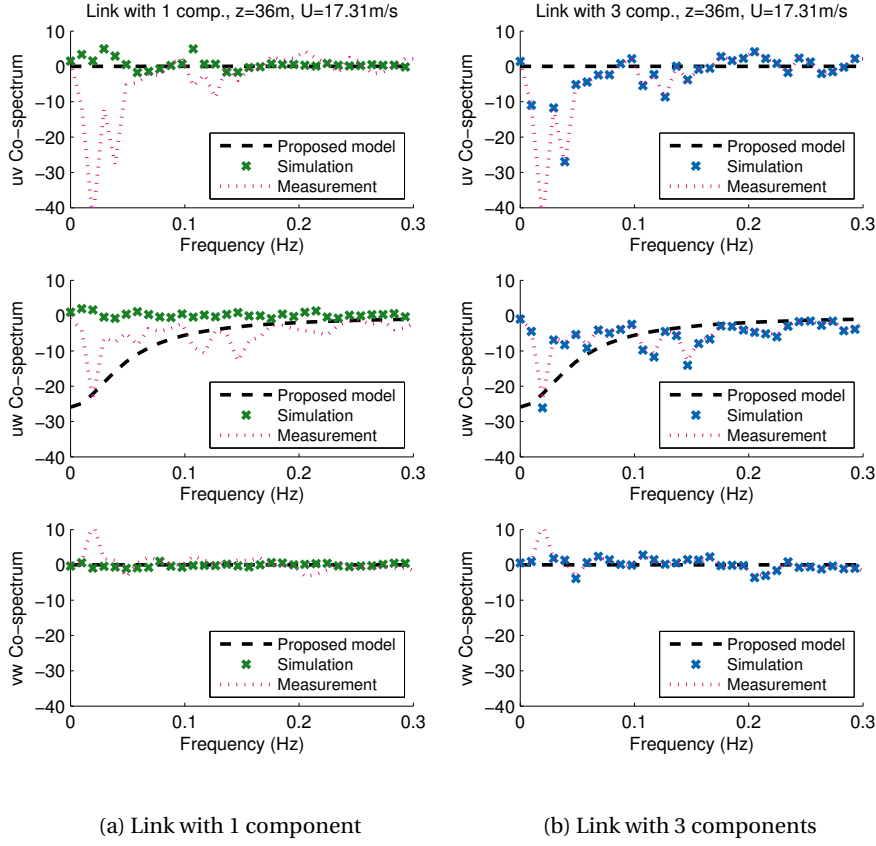 Link with 1 comp., z=36m, U=17.31m/s
10
0
−10
−20
−30
−40
uv Co−spectrum
Proposed model
Simulation
Measurement
0 0.1 0.2 0.3
Frequency (Hz)
10
0
−10
−20
−30
−40
uw Co−spectrum
Proposed model
Simulation
Measurement
0 0.1 0.2 0.3
Frequency (Hz)
10
0
−10
−20
−30
−40
vw Co−spectrum
Proposed model
Simulation
Measurement
0 0.1 0.2 0.3
Frequency (Hz)
(a) Link with 1 component
Link with 3 comp., z=36m, U=17.31m/s
10
0
−10
−20
−30
−40
uv Co−spectrum
Proposed model
Simulation
Measurement
0 0.1 0.2 0.3
Frequency (Hz)
10
0
−10
−20
−30
−40
uw Co−spectrum
Proposed model
Simulation
Measurement
0 0.1 0.2 0.3
Frequency (Hz)
10
0
−10
−20
−30
−40
vw Co−spectrum
Proposed model
Simulation
Measurement
0 0.1 0.2 0.3
Frequency (Hz)
(b) Link with 3 components